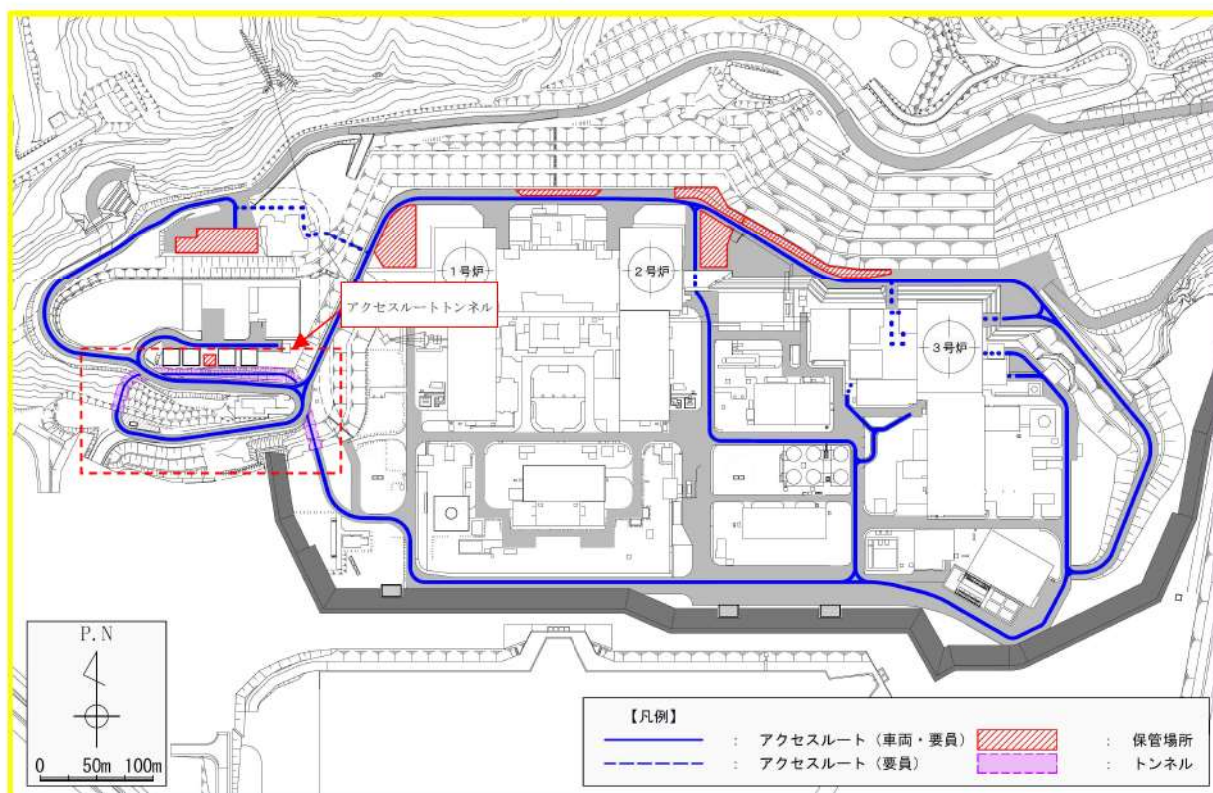 1号炉
2号炉
アクセスルートトンネル
3号炉
P.N
0 50m 100m
【凡例】
: アクセスルート(車両・要員) : 保管場所
: アクセスルート(要員) : トンネル